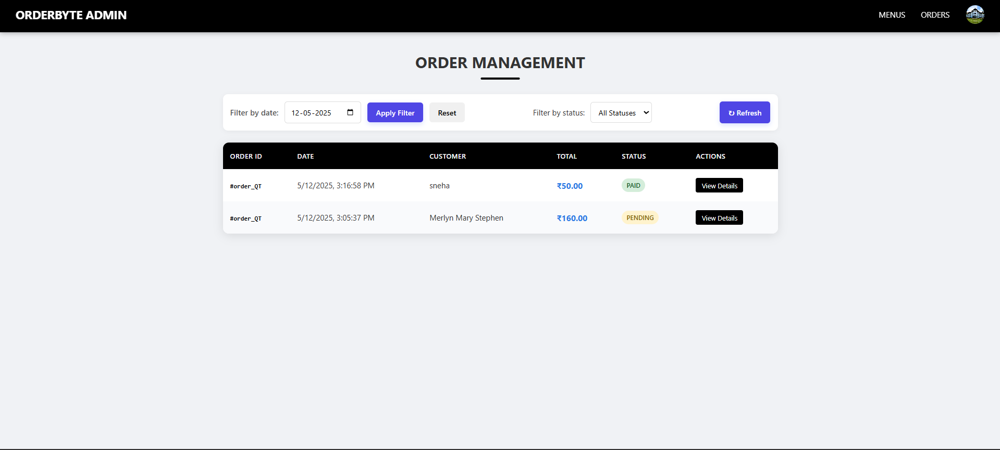 ORDERBYTE ADMIN MENUS ORDERS
ORDER MANAGEMENT
Filter by date: 12-05-2025 Apply Filter Reset Filter by status: All Statuses ↻ Refresh
ORDER ID DATE CUSTOMER TOTAL STATUS ACTIONS
#order_QT 5/12/2025, 3:16:58 PM sneha ₹50.00 PAID View Details
#order_QT 5/12/2025, 3:05:37 PM Merlyn Mary Stephen ₹160.00 PENDING View Details